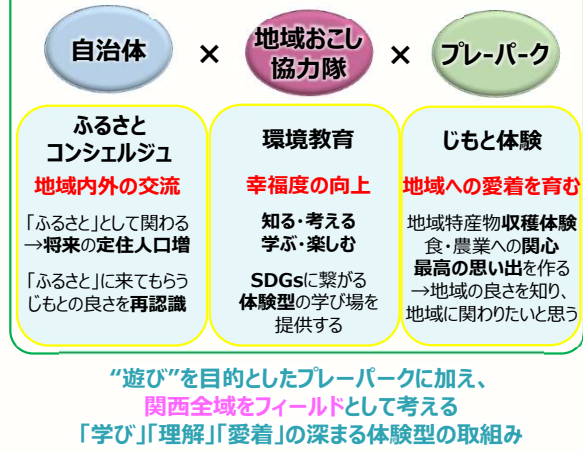 自治体
×
地域おこし
協力隊
×
プレーパーク
ふるさと
コンシェルジュ
地域内外の交流
「ふるさと」として関わる
→将来の定住人口増
「ふるさと」に来てもらう
じもとの良さを再認識
環境教育
幸福度の向上
知る・考える
学ぶ・楽しむ
SDGsに繋がる
体験型の学び場を
提供する
じもと体験
地域への愛着を育む
地域特産物収穫体験
食・農業への関心
最高の思い出を作る
→地域の良さを知り、
地域に関わりたいと思う
“遊び”を目的としたプレーパークに加え、
関西全域をフィールドとして考える
「学び」「理解」「愛着」の深まる体験型の取組み